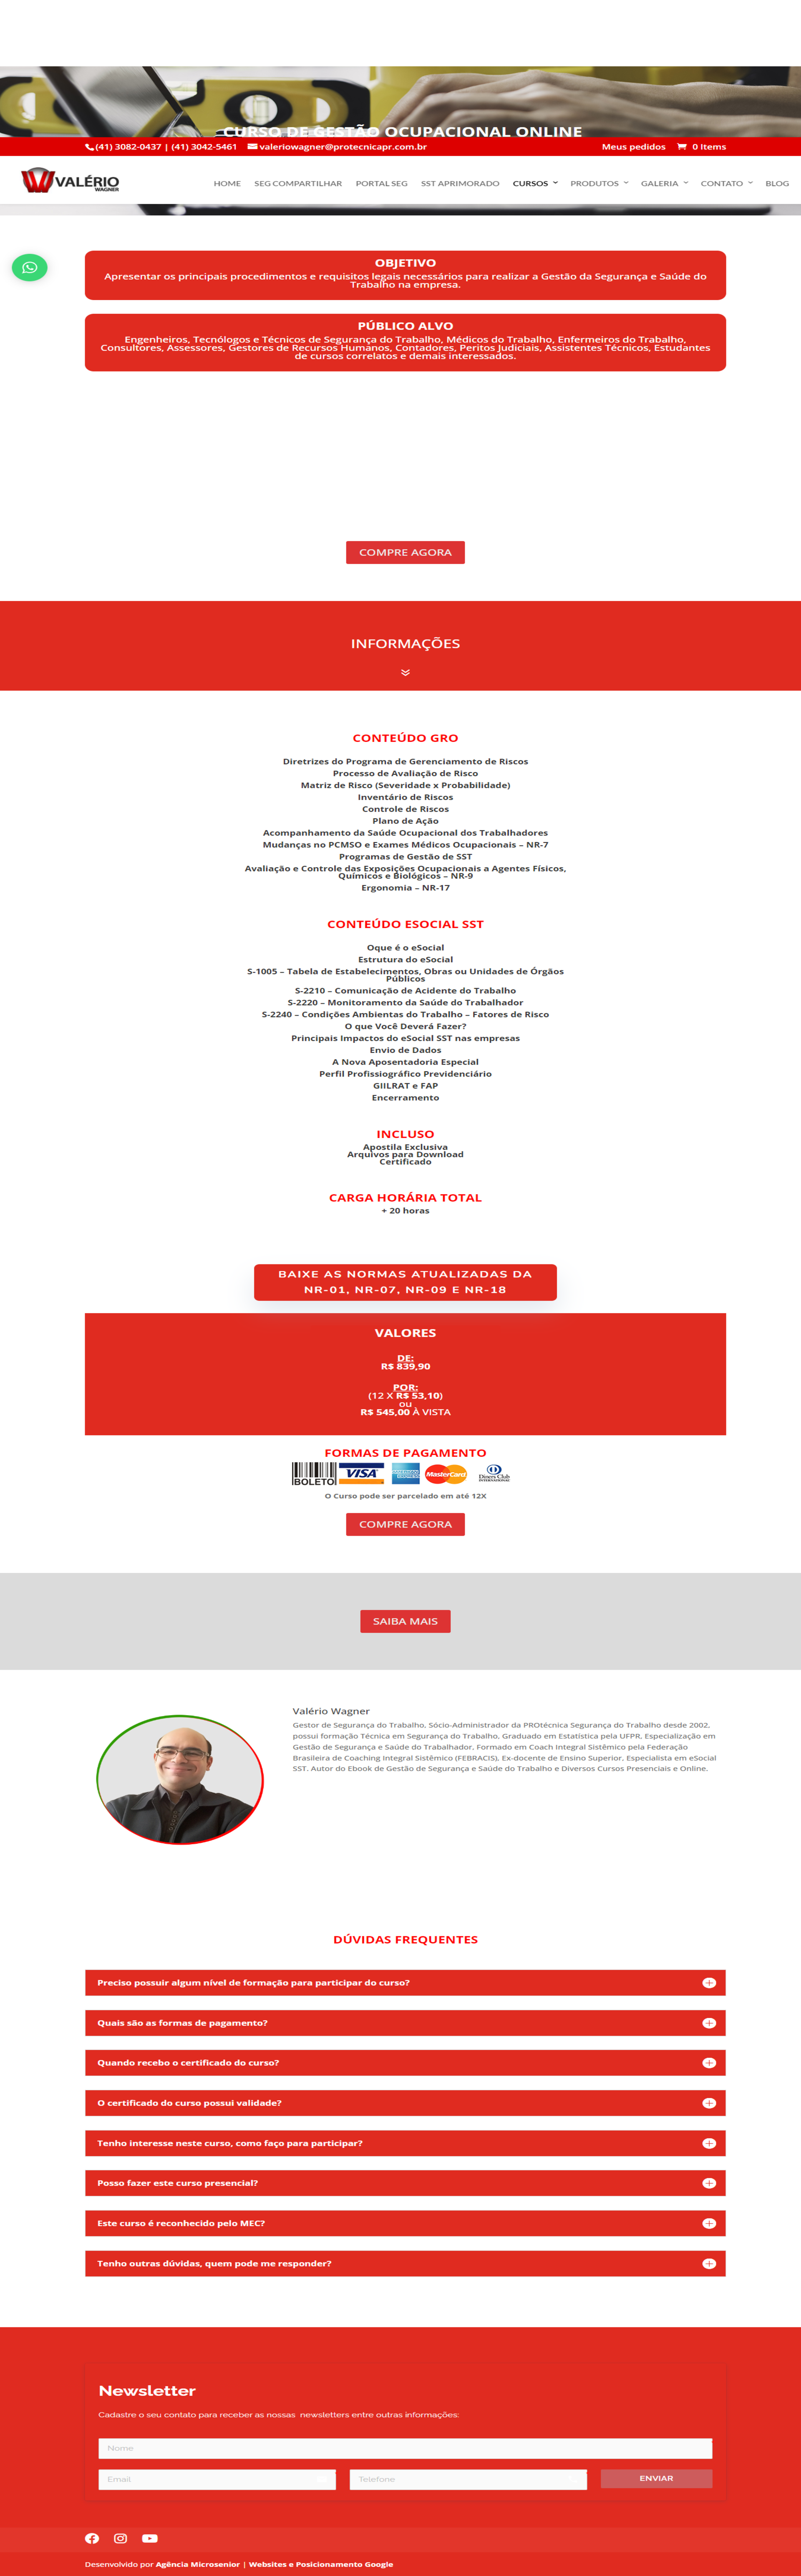 CURSO DE GESTÃO OCUPACIONAL ONLINE
(41) 3082-0437 | (41) 3042-5461 valeriowagner@protecnicapr.com.br Meus pedidos 0 Items
VALÉRIO
WAGNER
HOME SEG COMPARTILHAR PORTAL SEG SST APRIMORADO CURSOS PRODUTOS GALERIA CONTATO BLOG
OBJETIVO
Apresentar os principais procedimentos e requisitos legais necessários para realizar a Gestão da Segurança e Saúde do
Trabalho na empresa.
PÚBLICO ALVO
Engenheiros, Tecnólogos e Técnicos de Segurança do Trabalho, Médicos do Trabalho, Enfermeiros do Trabalho,
Consultores, Assessores, Gestores de Recursos Humanos, Contadores, Peritos Judiciais, Assistentes Técnicos, Estudantes
de cursos correlatos e demais interessados.
COMPRE AGORA
INFORMAÇÕES
CONTEÚDO GRO
Diretrizes do Programa de Gerenciamento de Riscos
Processo de Avaliação de Risco
Matriz de Risco (Severidade x Probabilidade)
Inventário de Riscos
Controle de Riscos
Plano de Ação
Acompanhamento da Saúde Ocupacional dos Trabalhadores
Mudanças no PCMSO e Exames Médicos Ocupacionais – NR-7
Programas de Gestão de SST
Avaliação e Controle das Exposições Ocupacionais a Agentes Físicos,
Químicos e Biológicos – NR-9
Ergonomia – NR-17
CONTEÚDO ESOCIAL SST
Oque é o eSocial
Estrutura do eSocial
S-1005 – Tabela de Estabelecimentos, Obras ou Unidades de Órgãos
Públicos
S-2210 – Comunicação de Acidente do Trabalho
S-2220 – Monitoramento da Saúde do Trabalhador
S-2240 – Condições Ambientas do Trabalho – Fatores de Risco
O que Você Deverá Fazer?
Principais Impactos do eSocial SST nas empresas
Envio de Dados
A Nova Aposentadoria Especial
Perfil Profissiográfico Previdenciário
GIILRAT e FAP
Encerramento
INCLUSO
Apostila Exclusiva
Arquivos para Download
Certificado
CARGA HORÁRIA TOTAL
+ 20 horas
BAIXE AS NORMAS ATUALIZADAS DA
NR-01, NR-07, NR-09 E NR-18
VALORES
DE:
R$ 839,90
POR:
(12 X R$ 53,10)
ou
R$ 545,00 À VISTA
FORMAS DE PAGAMENTO
BOLETO VISA AMERICAN EXPRESS MasterCard Diners Club
INTERNATIONAL
O Curso pode ser parcelado em até 12X
COMPRE AGORA
SAIBA MAIS
Valério Wagner
Gestor de Segurança do Trabalho, Sócio-Administrador da PROtécnica Segurança do Trabalho desde 2002,
possui formação Técnica em Segurança do Trabalho, Graduado em Estatística pela UFPR, Especialização em
Gestão de Segurança e Saúde do Trabalhador, Formado em Coach Integral Sistêmico pela Federação
Brasileira de Coaching Integral Sistêmico (FEBRACIS), Ex-docente de Ensino Superior, Especialista em eSocial
SST, Autor do Ebook de Gestão de Segurança e Saúde do Trabalho e Diversos Cursos Presenciais e Online.
DÚVIDAS FREQUENTES
Preciso possuir algum nível de formação para participar do curso?
Quais são as formas de pagamento?
Quando recebo o certificado do curso?
O certificado do curso possui validade?
Tenho interesse neste curso, como faço para participar?
Posso fazer este curso presencial?
Este curso é reconhecido pelo MEC?
Tenho outras dúvidas, quem pode me responder?
Newsletter
Cadastre o seu contato para receber as nossas newsletters entre outras informações:
Nome
Email Telefone ENVIAR
Desenvolvido por Agência Microsenior | Websites e Posicionamento Google